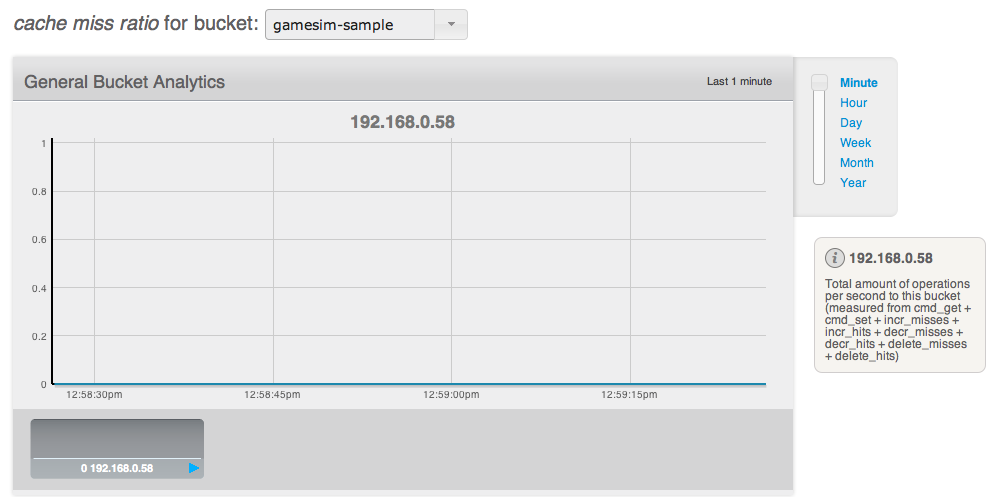 cache miss ratio for bucket: gamesim-sample
General Bucket Analytics
Last 1 minute
192.168.0.58
1
0.8
0.6
0.4
0.2
0
12:58:30pm
12:58:45pm
12:59:00pm
12:59:15pm
0 192.168.0.58
Minute
Hour
Day
Week
Month
Year
i 192.168.0.58
Total amount of operations
per second to this bucket
(measured from cmd_get +
cmd_set + incr_misses +
incr_hits + decr_misses +
decr_hits + delete_misses
+ delete_hits)